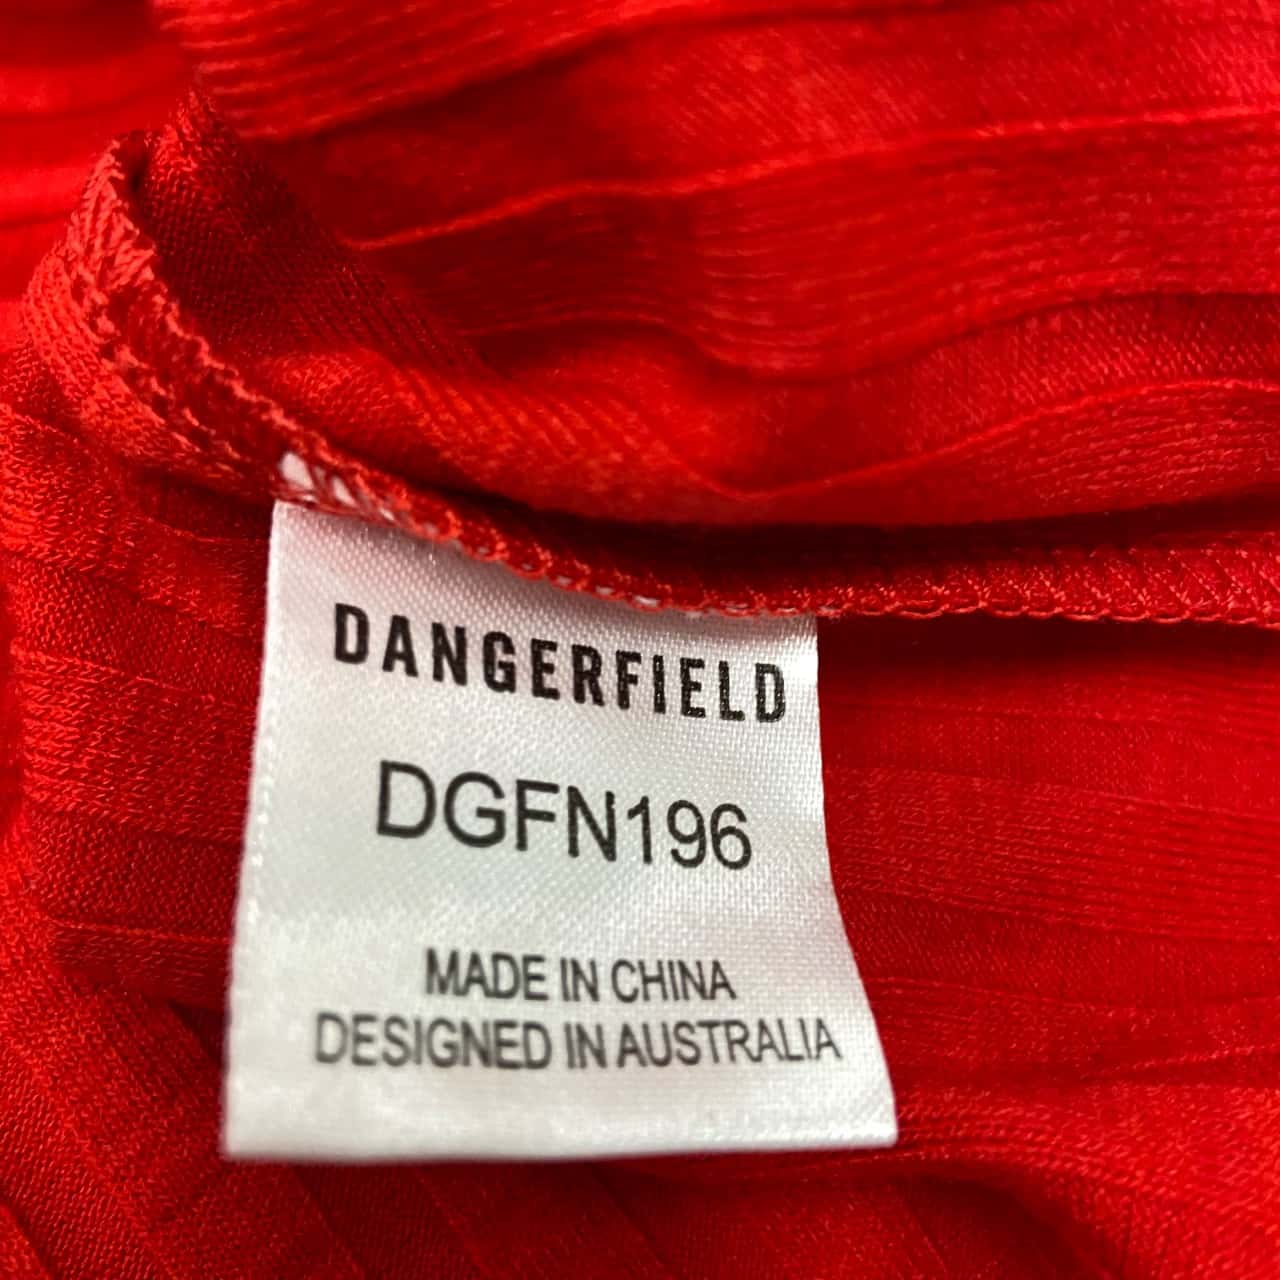 DANGERFIELD
DGFN196
MADE IN CHINA
DESIGNED IN AUSTRALIA